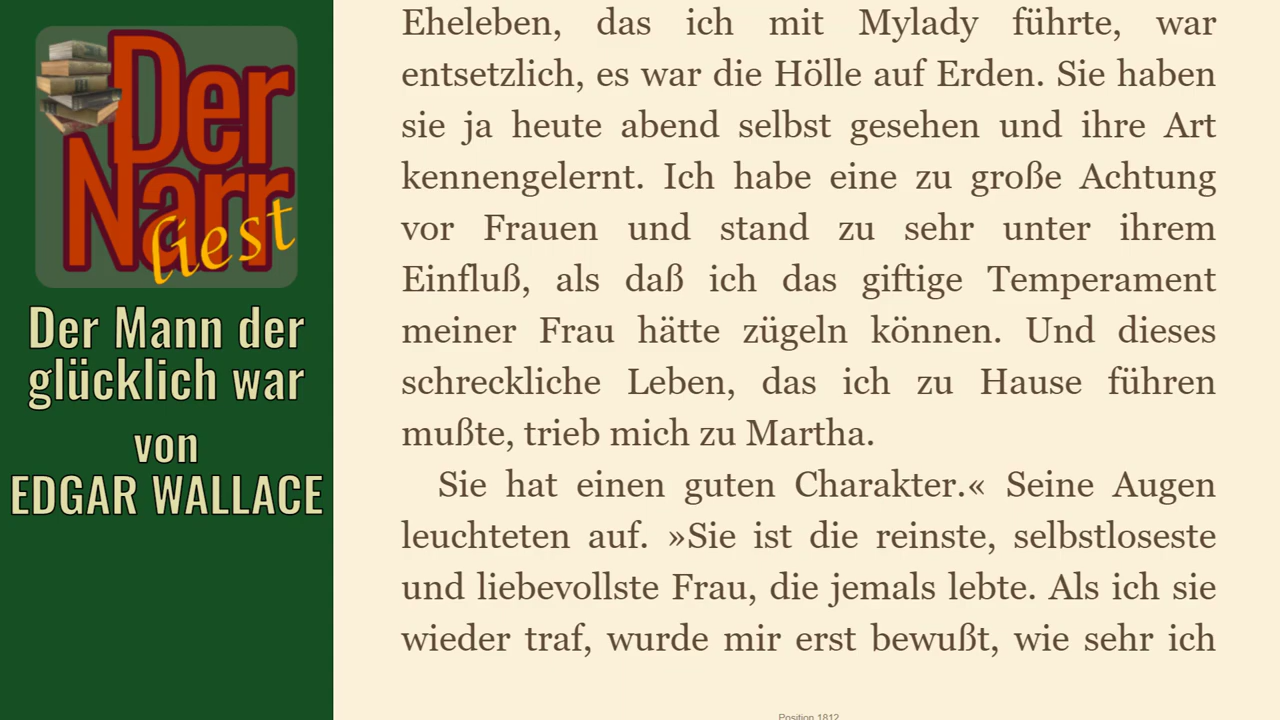 Der
Narr
liest
Der Mann der
glücklich war
von
EDGAR WALLACE
Eheleben, das ich mit Mylady führte, war
entsetzlich, es war die Hölle auf Erden. Sie haben
sie ja heute abend selbst gesehen und ihre Art
kennengelernt. Ich habe eine zu große Achtung
vor Frauen und stand zu sehr unter ihrem
Einfluß, als daß ich das giftige Temperament
meiner Frau hätte zügeln können. Und dieses
schreckliche Leben, das ich zu Hause führen
mußte, trieb mich zu Martha.
Sie hat einen guten Charakter.« Seine Augen
leuchteten auf. »Sie ist die reinste, selbstloseste
und liebevollste Frau, die jemals lebte. Als ich sie
wieder traf, wurde mir erst bewußt, wie sehr ich
Position 1812